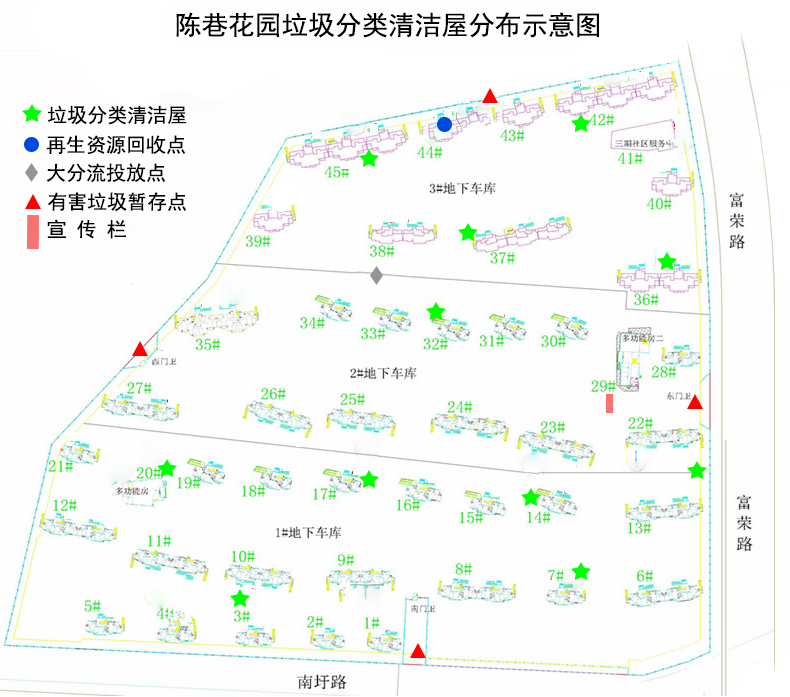 陈巷花园垃圾分类清洁屋分布示意图
垃圾分类清洁屋
再生资源回收点
大分流投放点
有害垃圾暂存点
宣 传 栏
42#
43#
44#
45#
三期社区服务中
41#
3#地下车库
40#
39#
38#
37#
富荣路
36#
35#
34#
33#
32#
31#
30#
多功能房二
28#
西门卫
2#地下车库
29#
东门卫
27#
26#
25#
24#
23#
22#
21#
20#
19#
18#
17#
16#
15#
14#
13#
多功能房
12#
1#地下车库
富荣路
11#
10#
9#
8#
7#
6#
5#
4#
3#
2#
1#
南门卫
南圩路